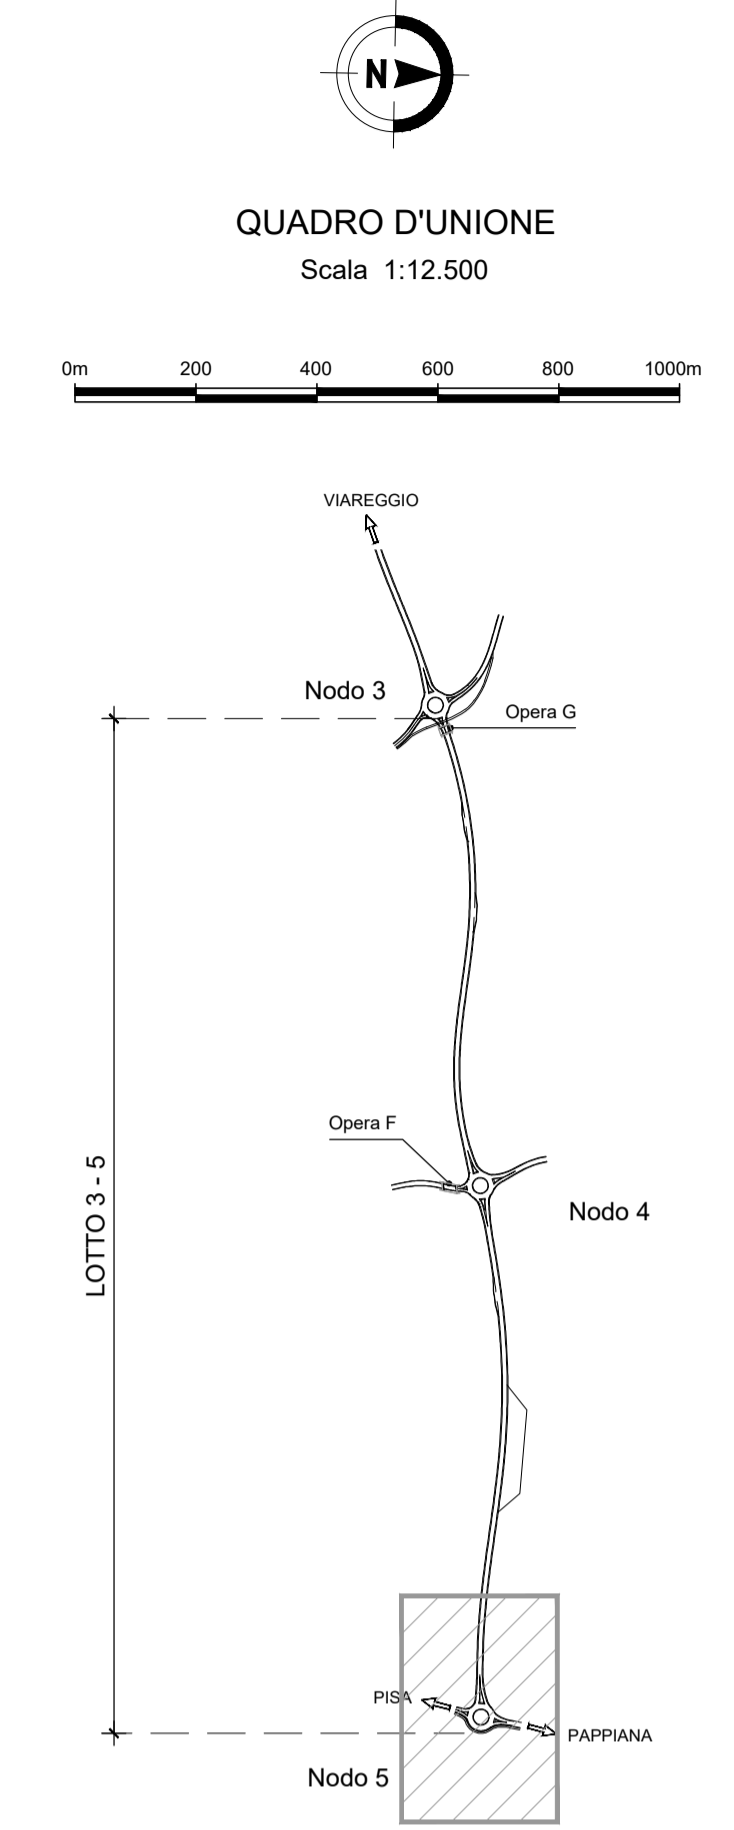 N
QUADRO D'UNIONE
Scala 1:12.500
0m 200 400 600 800 1000m
VIAREGGIO
Nodo 3
Opera G
Opera F
LOTTO 3 - 5
Nodo 4
PISA
PAPPIANA
Nodo 5